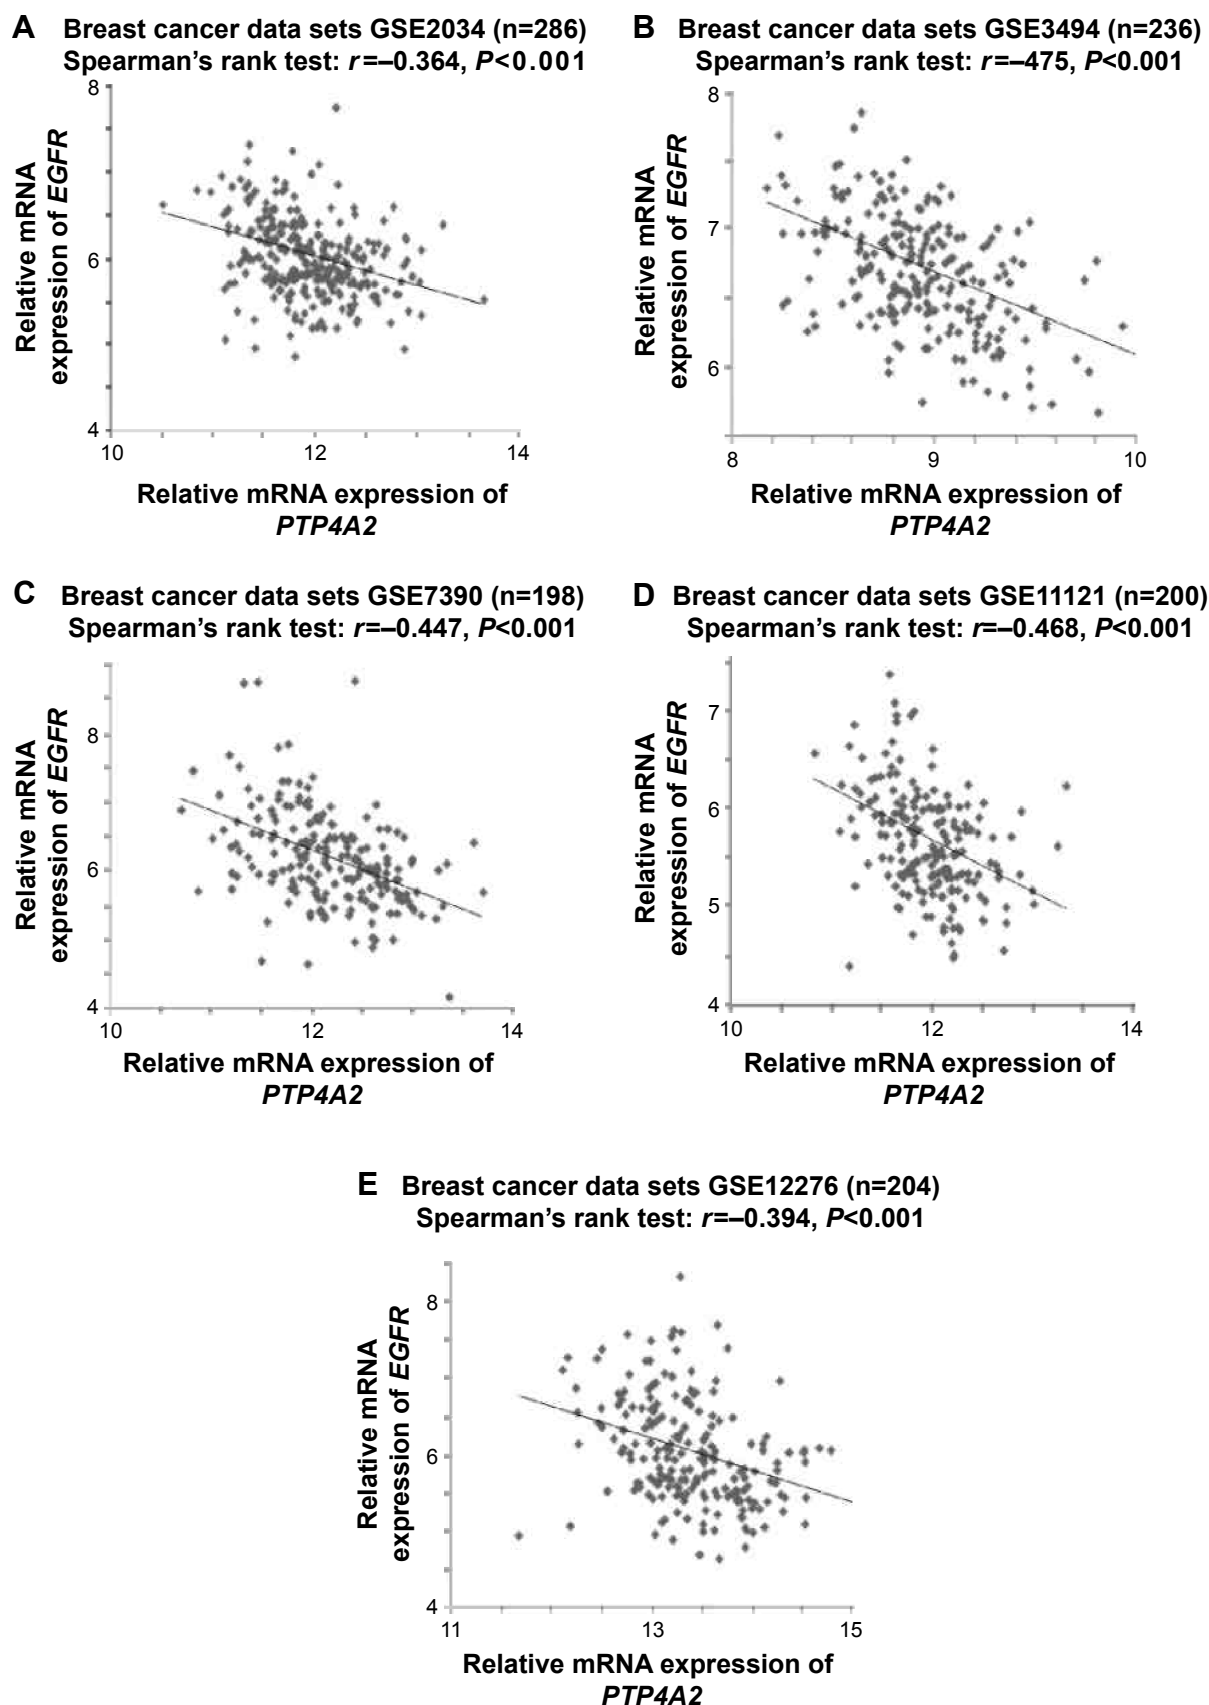 A Breast cancer data sets GSE2034 (n=286)
Spearman's rank test: r=–0.364, P<0.001
8
6
4
10
12
14
Relative mRNA
expression of EGFR
Relative mRNA expression of
PTP4A2
B Breast cancer data sets GSE3494 (n=236)
Spearman's rank test: r=–475, P<0.001
8
7
6
8
9
10
Relative mRNA
expression of EGFR
Relative mRNA expression of
PTP4A2
C Breast cancer data sets GSE7390 (n=198)
Spearman's rank test: r=–0.447, P<0.001
8
6
4
10
12
14
Relative mRNA
expression of EGFR
Relative mRNA expression of
PTP4A2
D Breast cancer data sets GSE11121 (n=200)
Spearman's rank test: r=–0.468, P<0.001
7
6
5
4
10
12
14
Relative mRNA
expression of EGFR
Relative mRNA expression of
PTP4A2
E Breast cancer data sets GSE12276 (n=204)
Spearman's rank test: r=–0.394, P<0.001
8
6
4
11
13
15
Relative mRNA
expression of EGFR
Relative mRNA expression of
PTP4A2